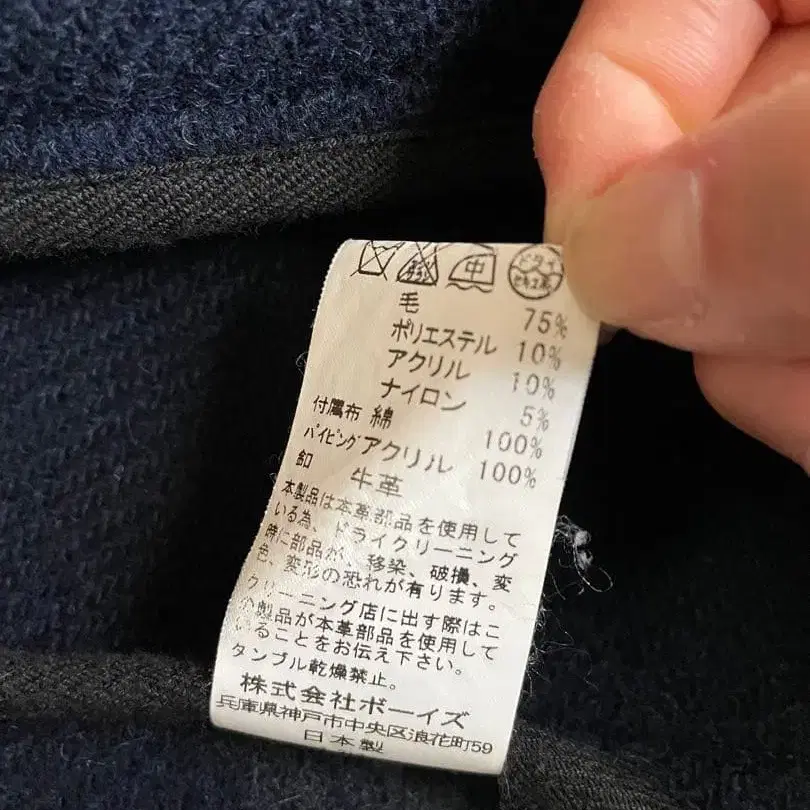 中 ドライ セキユ系
毛 75%
ポリエステル 10%
アクリル 10%
ナイロン 5%
付属布 綿 100%
パイピング アクリル 100%
釦 牛革
本製品は本革部品を使用して
いる為、ドライクリーニング
時に部品が、移染、破損、変
色、変形の恐れが有ります。
クリーニング店に出す際はこ
の製品が本革部品を使用して
いることをお伝え下さい。
タンブル乾燥禁止。
株式会社ボーイズ
兵庫県神戸市中央区浪花町59
日本製